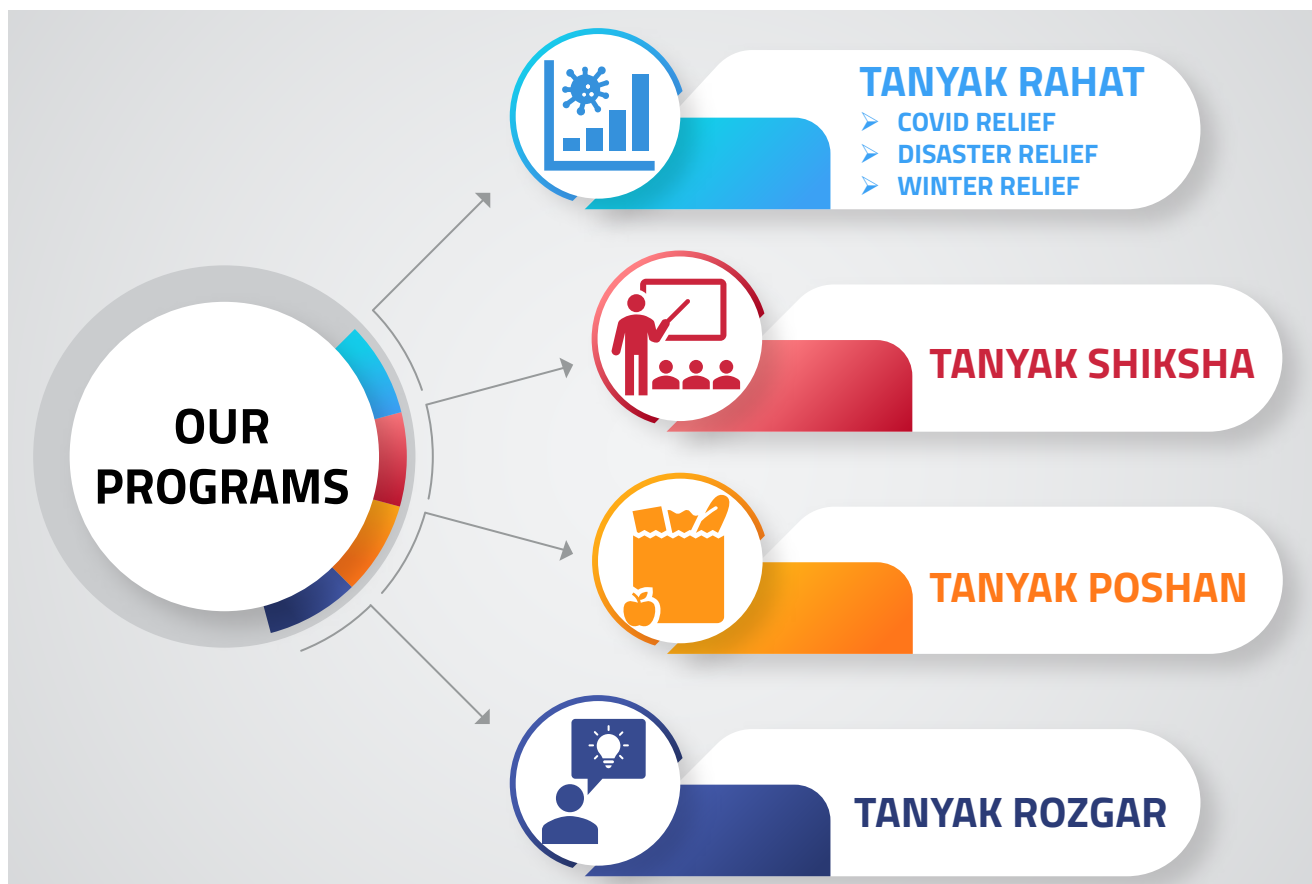 OUR
PROGRAMS
TANYAK RAHAT
COVID RELIEF
DISASTER RELIEF
WINTER RELIEF
TANYAK SHIKSHA
TANYAK POSHAN
TANYAK ROZGAR